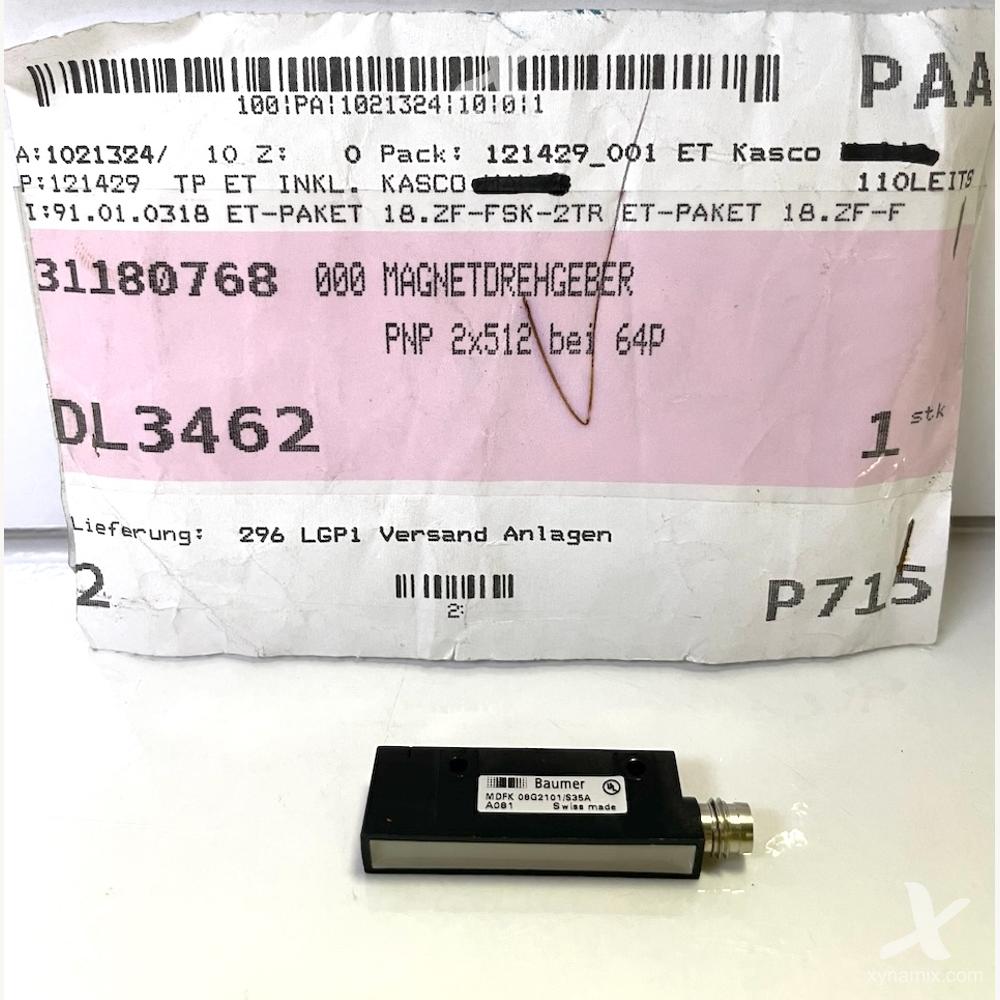 PAA
100|PA|1021324|10|0|1
A:1021324/ 10 Z: 0 Pack: 121429_001 ET Kasco
P:121429 TP ET INKL. KASCO 110LEITS
I:91.01.0318 ET-PAKET 18.ZF-FSK-2TR ET-PAKET 18.ZF-F
31180768 000 MAGNETDREHGEBER
PNP 2x512 bei 64P
DL3462 1 stk
Lieferung: 296 LGP1 Versand Anlagen
2 P715
2:
Baumer
MDFK 08G2101/S35A
A081 Swiss made
UL
X
xynamix.com